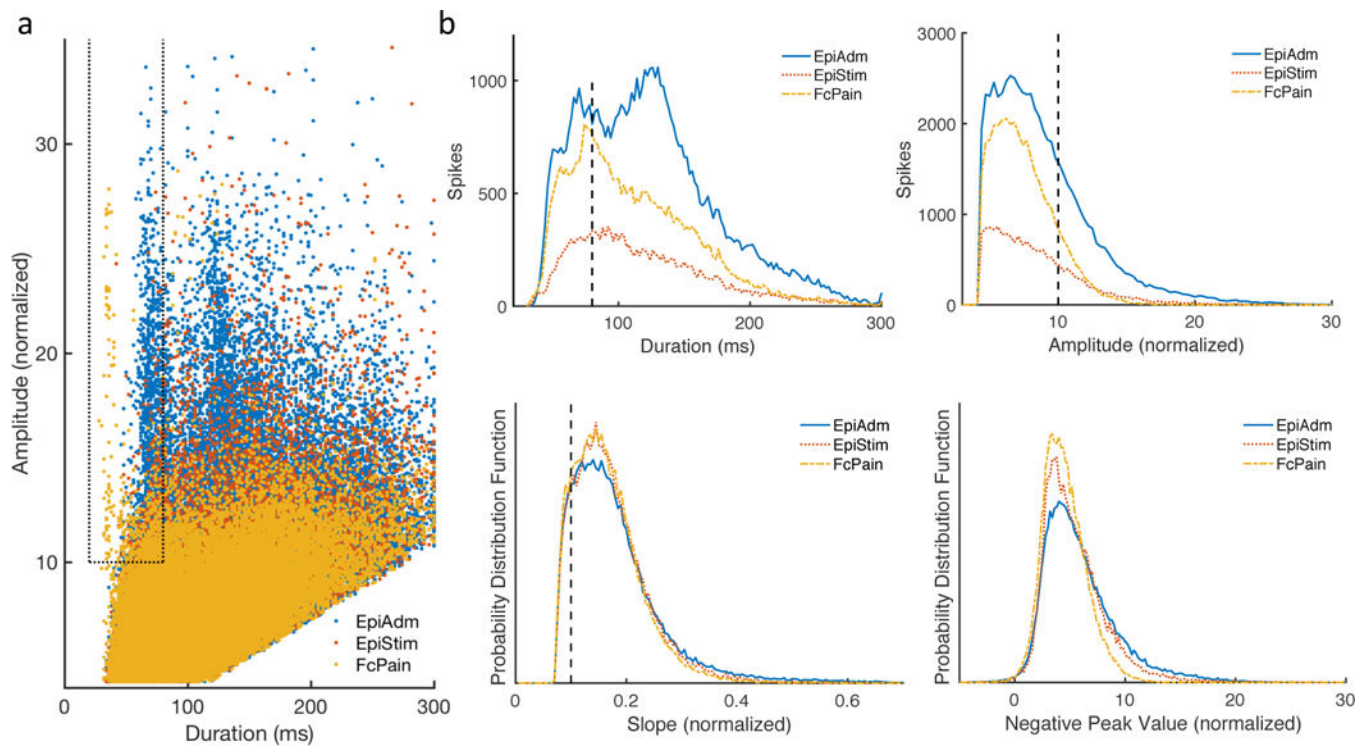 a
Amplitude (normalized)
30
20
10
EpiAdm
EpiStim
FcPain
0
100
200
300
Duration (ms)
b
Spikes
1000
500
0
EpiAdm
EpiStim
FcPain
100
200
300
Duration (ms)
Spikes
3000
2000
1000
0
EpiAdm
EpiStim
FcPain
10
20
30
Amplitude (normalized)
Probability Distribution Function
EpiAdm
EpiStim
FcPain
0
0.2
0.4
0.6
Slope (normalized)
Probability Distribution Function
EpiAdm
EpiStim
FcPain
0
10
20
30
Negative Peak Value (normalized)